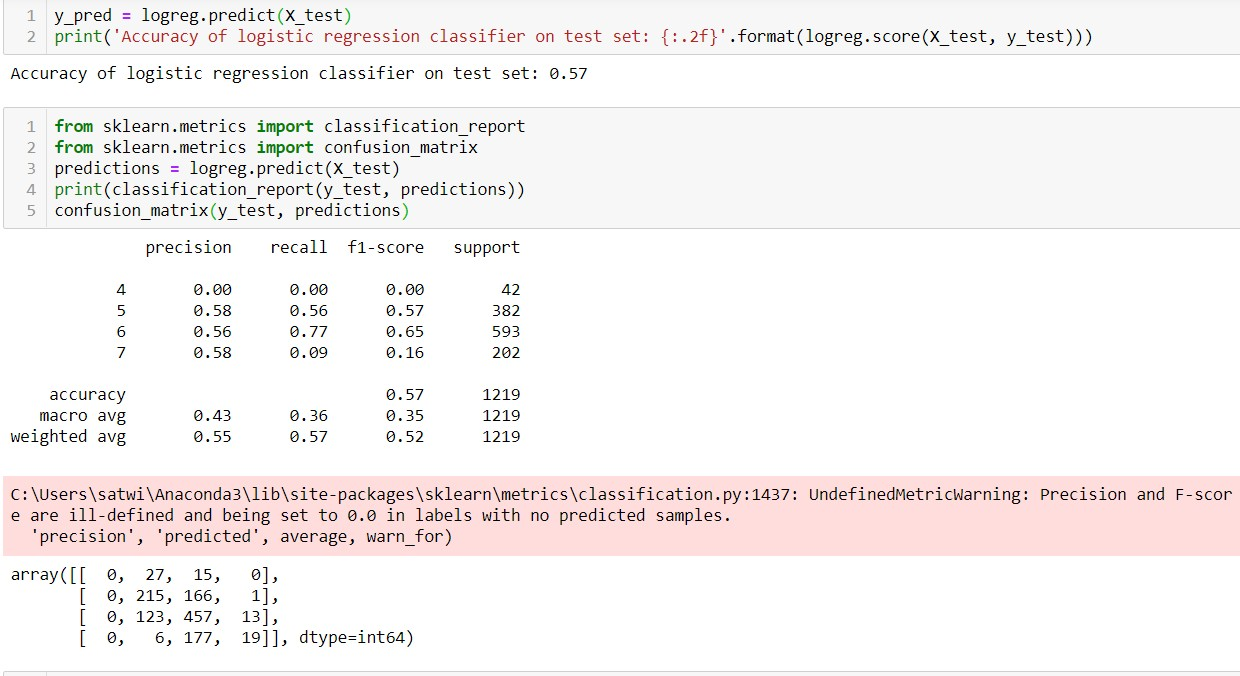 1 y_pred = logreg.predict(X_test)
2 print('Accuracy of logistic regression classifier on test set: {:.2f}'.format(logreg.score(X_test, y_test)))
Accuracy of logistic regression classifier on test set: 0.57
1 from sklearn.metrics import classification_report
2 from sklearn.metrics import confusion_matrix
3 predictions = logreg.predict(X_test)
4 print(classification_report(y_test, predictions))
5 confusion_matrix(y_test, predictions)
precision recall f1-score support
4 0.00 0.00 0.00 42
5 0.58 0.56 0.57 382
6 0.56 0.77 0.65 593
7 0.58 0.09 0.16 202
accuracy 0.57 1219
macro avg 0.43 0.36 0.35 1219
weighted avg 0.55 0.57 0.52 1219
C:\Users\satwi\Anaconda3\lib\site-packages\sklearn\metrics\classification.py:1437: UndefinedMetricWarning: Precision and F-scor
e are ill-defined and being set to 0.0 in labels with no predicted samples.
'precision', 'predicted', average, warn_for)
array([[ 0, 27, 15, 0],
[ 0, 215, 166, 1],
[ 0, 123, 457, 13],
[ 0, 6, 177, 19]], dtype=int64)